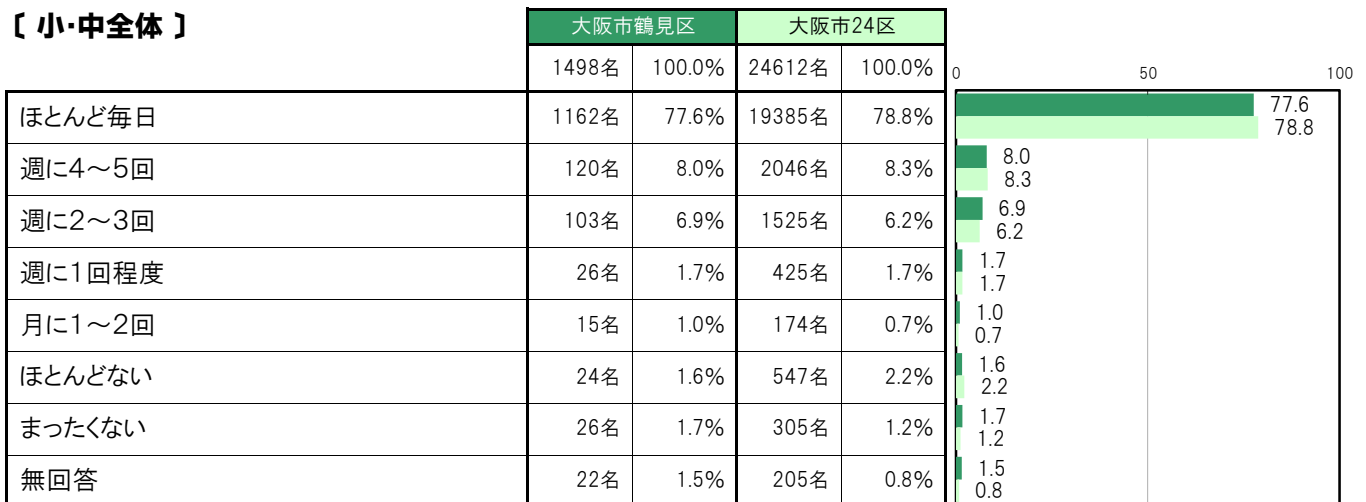 〔 小・中全体 〕
大阪市鶴見区 大阪市24区
1498名 100.0% 24612名 100.0%
0 50 100
ほとんど毎日 1162名 77.6% 19385名 78.8%
77.6
78.8
週に4～5回 120名 8.0% 2046名 8.3%
8.0
8.3
週に2～3回 103名 6.9% 1525名 6.2%
6.9
6.2
週に1回程度 26名 1.7% 425名 1.7%
1.7
1.7
月に1～2回 15名 1.0% 174名 0.7%
1.0
0.7
ほとんどない 24名 1.6% 547名 2.2%
1.6
2.2
まったくない 26名 1.7% 305名 1.2%
1.7
1.2
無回答 22名 1.5% 205名 0.8%
1.5
0.8